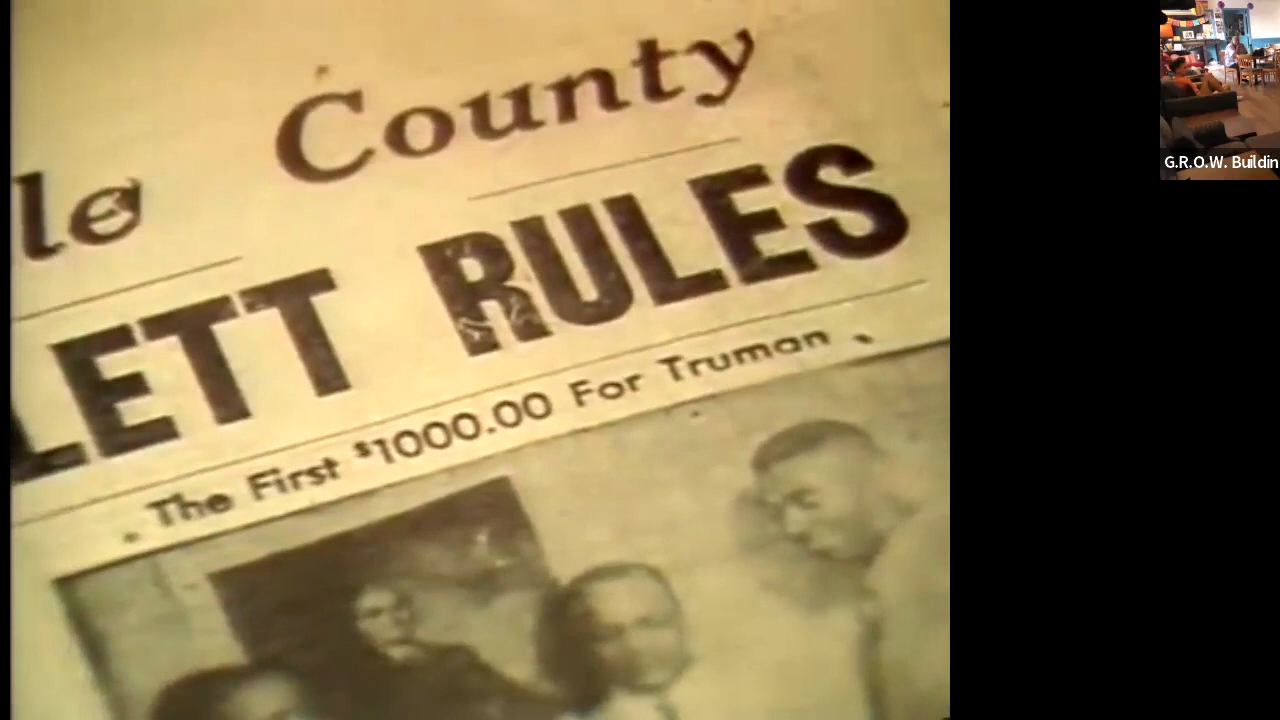 le County
LETT RULES
The First $1000.00 For Truman
G.R.O.W. Buildin